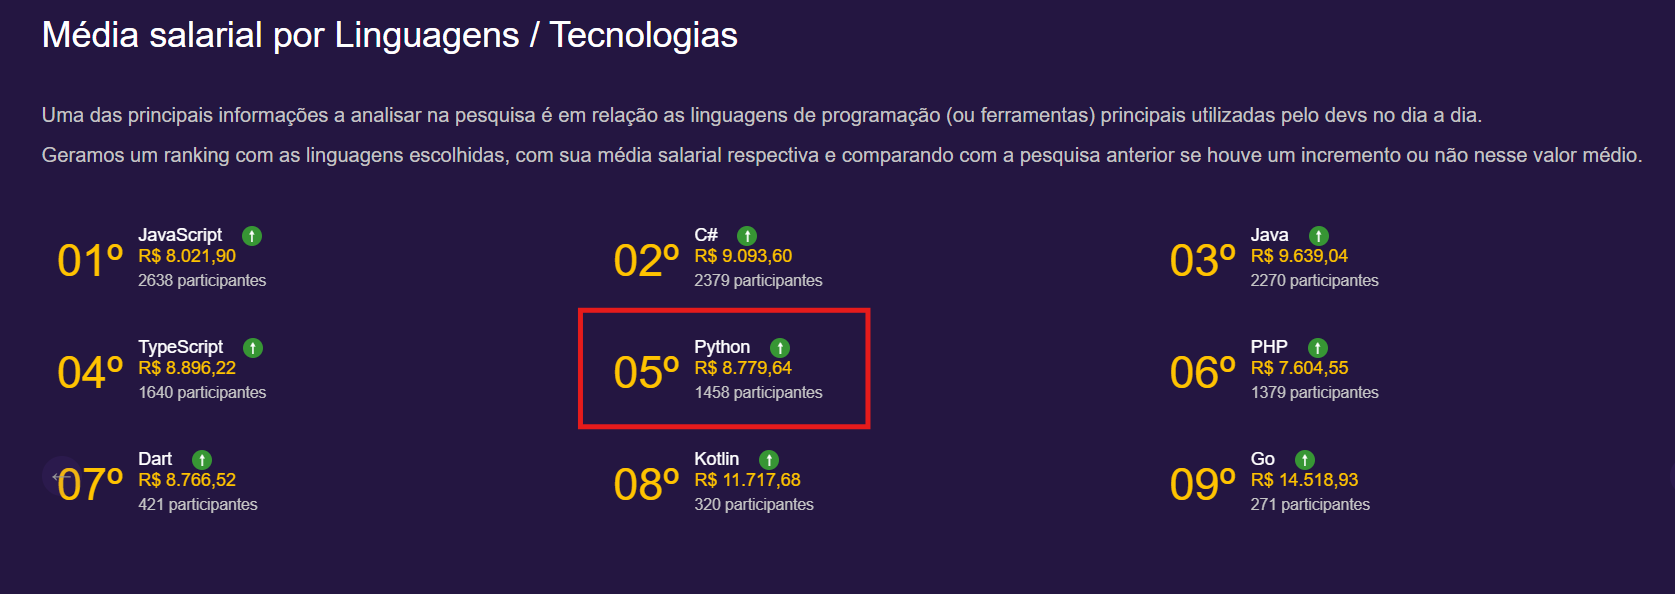 Média salarial por Linguagens / Tecnologias
Uma das principais informações a analisar na pesquisa é em relação as linguagens de programação (ou ferramentas) principais utilizadas pelo devs no dia a dia.
Geramos um ranking com as linguagens escolhidas, com sua média salarial respectiva e comparando com a pesquisa anterior se houve um incremento ou não nesse valor médio.
01º
JavaScript
R$ 8.021,90
2638 participantes
02º
C#
R$ 9.093,60
2379 participantes
03º
Java
R$ 9.639,04
2270 participantes
04º
TypeScript
R$ 8.896,22
1640 participantes
05º
Python
R$ 8.779,64
1458 participantes
06º
PHP
R$ 7.604,55
1379 participantes
07º
Dart
R$ 8.766,52
421 participantes
08º
Kotlin
R$ 11.717,68
320 participantes
09º
Go
R$ 14.518,93
271 participantes